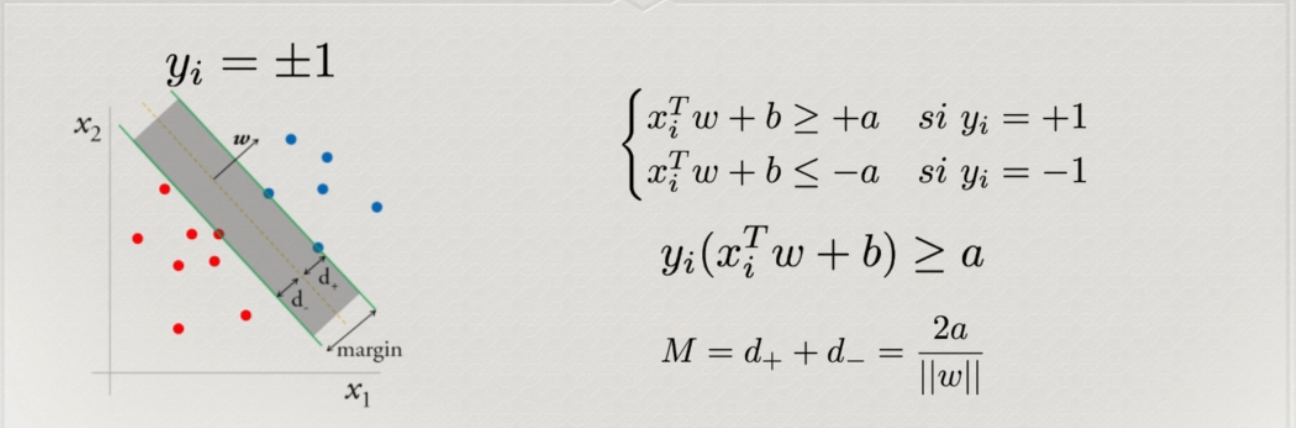 y_i = ±1
x_2
w
d_+
d_-
margin
x_1
x_i^T w + b ≥ +a si y_i = +1
x_i^T w + b ≤ −a si y_i = −1
y_i(x_i^T w + b) ≥ a
M = d_+ + d_− = 2a / ||w||